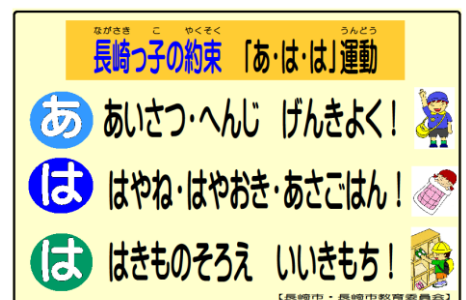 ながさき こ やくそく うんどう
長崎っ子の約束 「あ・は・は」運動
あ あいさつ・へんじ げんきよく!
は はやね・はやおき・あさごはん!
は はきものそろえ いいきもち!
【長崎市・長崎市教育委員会】